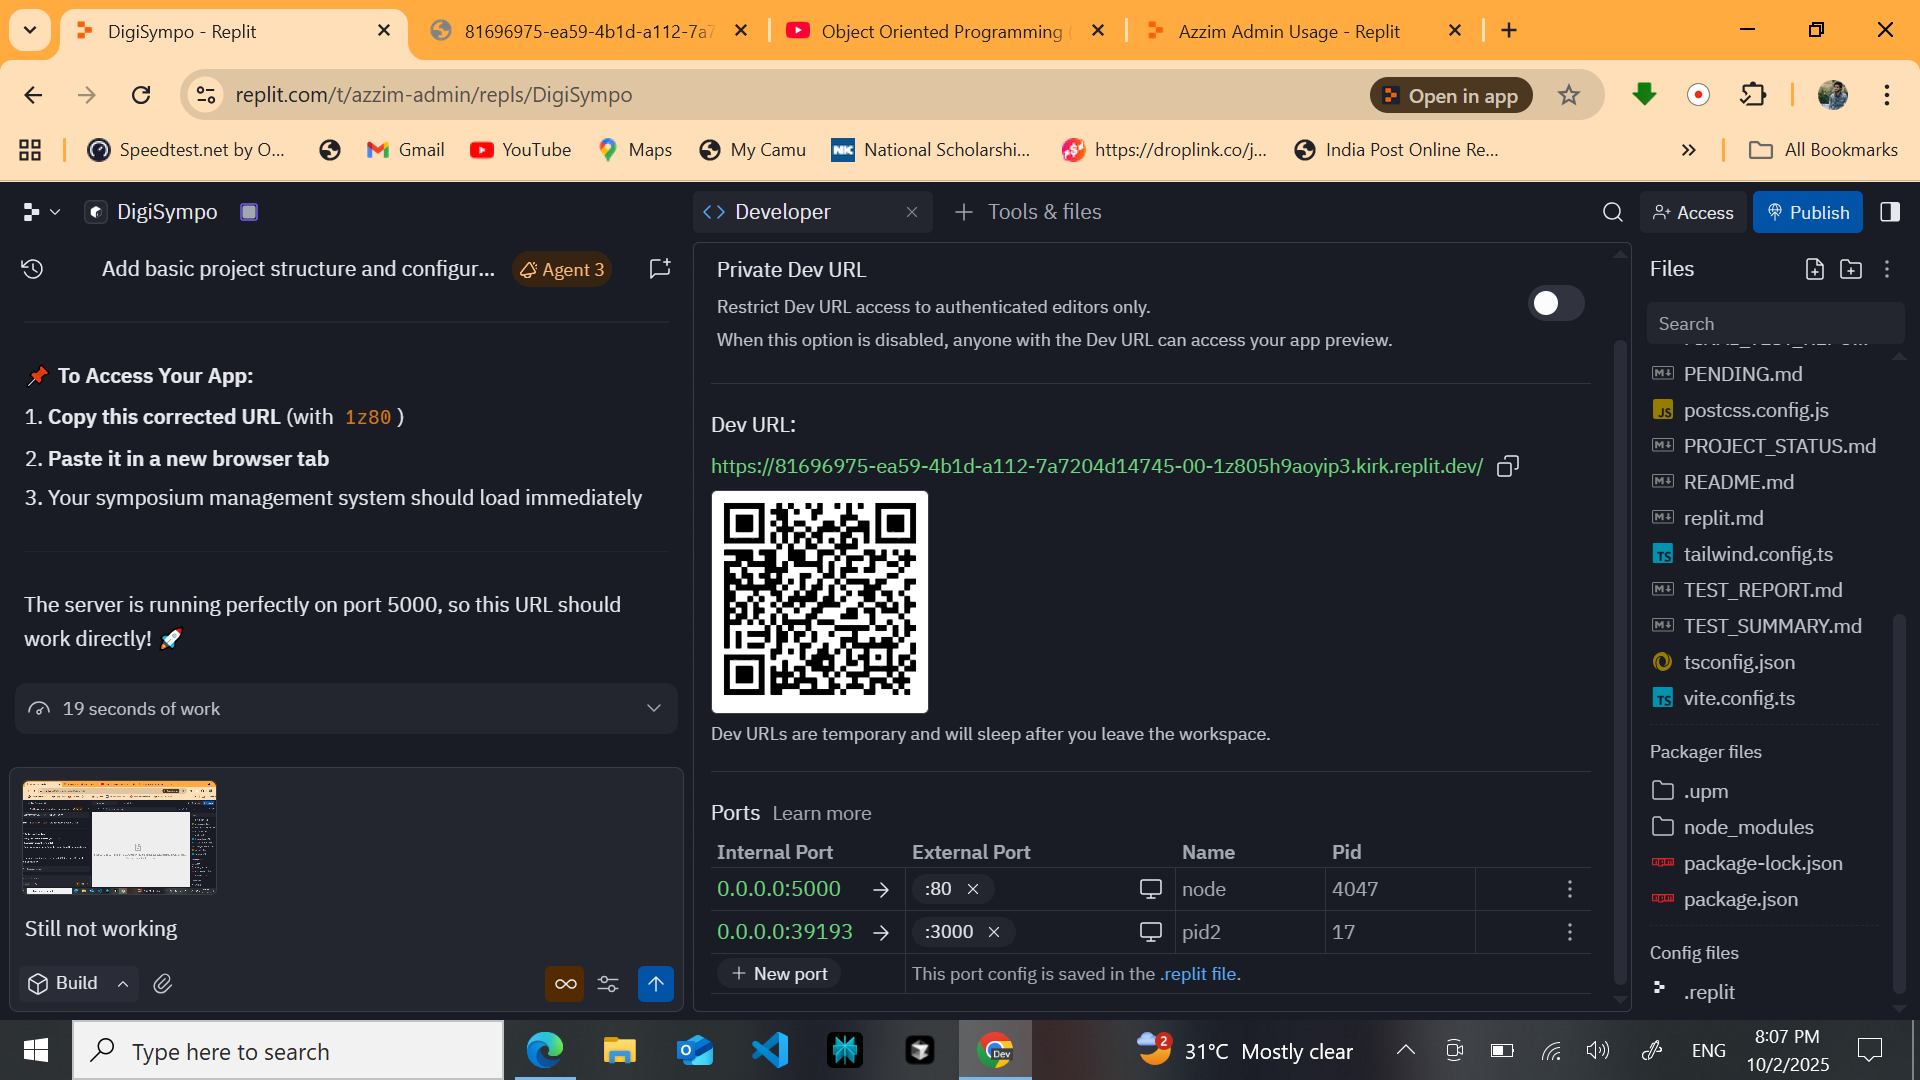 DigiSympo - Replit
81696975-ea59-4b1d-a112-7a7
Object Oriented Programming (
Azzim Admin Usage - Replit
replit.com/t/azzim-admin/repls/DigiSympo
Open in app
Speedtest.net by O...
Gmail
YouTube
Maps
My Camu
NK
National Scholarshi...
https://droplink.co/j...
India Post Online Re...
All Bookmarks
DigiSympo
Developer
Tools & files
Access
Publish
Add basic project structure and configur...
Agent 3
📌 To Access Your App:
1. Copy this corrected URL (with 1z80 )
2. Paste it in a new browser tab
3. Your symposium management system should load immediately
The server is running perfectly on port 5000, so this URL should
work directly! 🚀
19 seconds of work
Still not working
Build
Private Dev URL
Restrict Dev URL access to authenticated editors only.
When this option is disabled, anyone with the Dev URL can access your app preview.
Dev URL:
https://81696975-ea59-4b1d-a112-7a7204d14745-00-1z805h9aoyip3.kirk.replit.dev/
Dev URLs are temporary and will sleep after you leave the workspace.
Ports Learn more
Internal Port External Port Name Pid
0.0.0.0:5000 → :80 × node 4047
0.0.0.0:39193 → :3000 × pid2 17
+ New port This port config is saved in the .replit file.
Files
Search
PENDING.md
JS postcss.config.js
PROJECT_STATUS.md
README.md
replit.md
TS tailwind.config.ts
TEST_REPORT.md
TEST_SUMMARY.md
tsconfig.json
TS vite.config.ts
Packager files
.upm
node_modules
package-lock.json
package.json
Config files
.replit
Type here to search
Dev
2
31°C Mostly clear
ENG
8:07 PM
10/2/2025